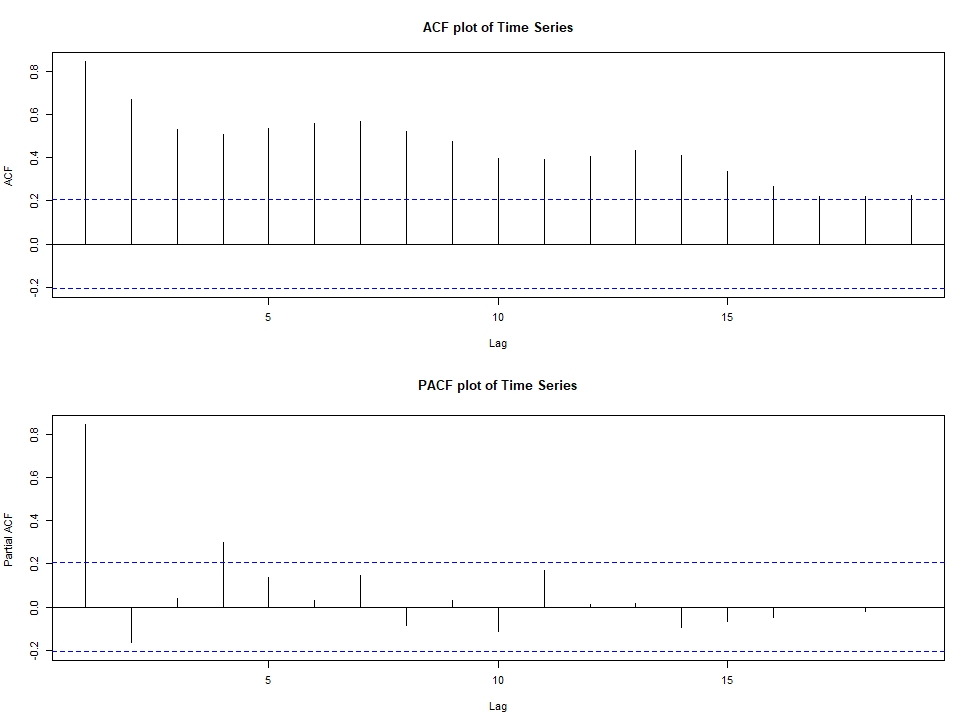 ACF plot of Time Series
ACF
0.8
0.6
0.4
0.2
0.0
-0.2
5 10 15
Lag
PACF plot of Time Series
Partial ACF
0.8
0.6
0.4
0.2
0.0
-0.2
5 10 15
Lag